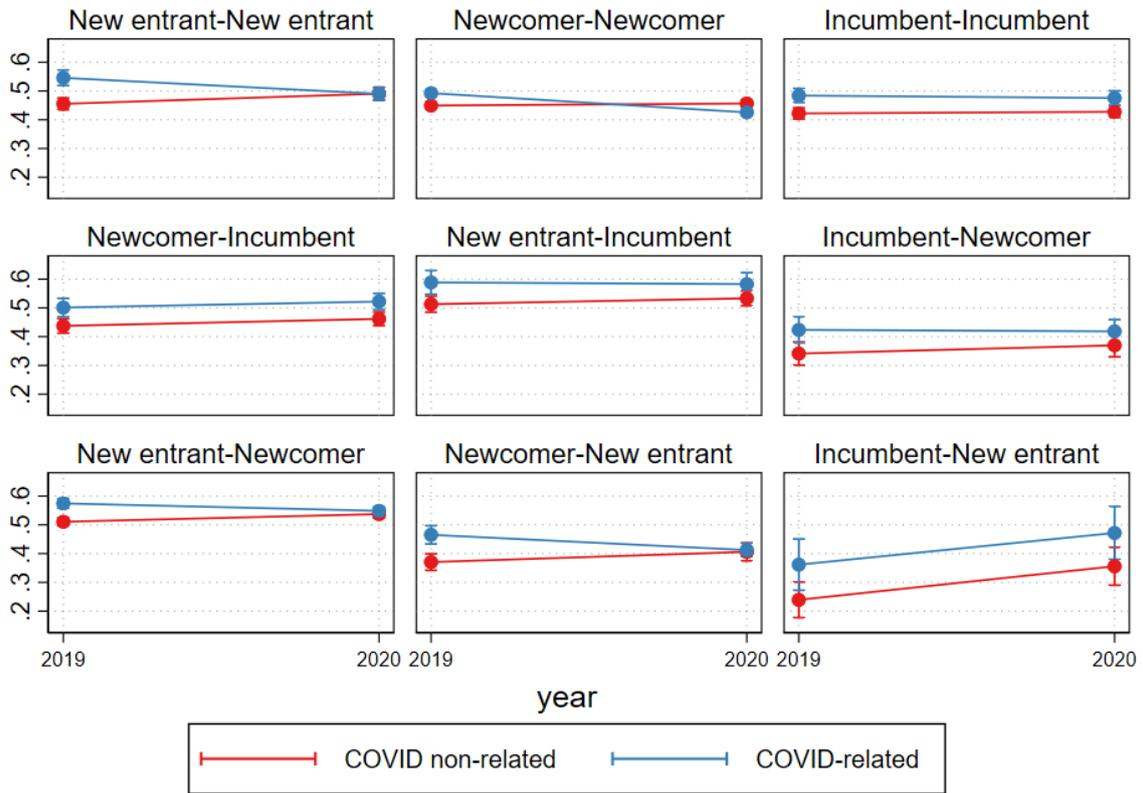 New entrant-New entrant Newcomer-Newcomer Incumbent-Incumbent
.6
.5
.4
.3
.2
Newcomer-Incumbent New entrant-Incumbent Incumbent-Newcomer
.6
.5
.4
.3
.2
New entrant-Newcomer Newcomer-New entrant Incumbent-New entrant
.6
.5
.4
.3
.2
2019 2020 2019 2020 2019 2020
year
COVID non-related COVID-related